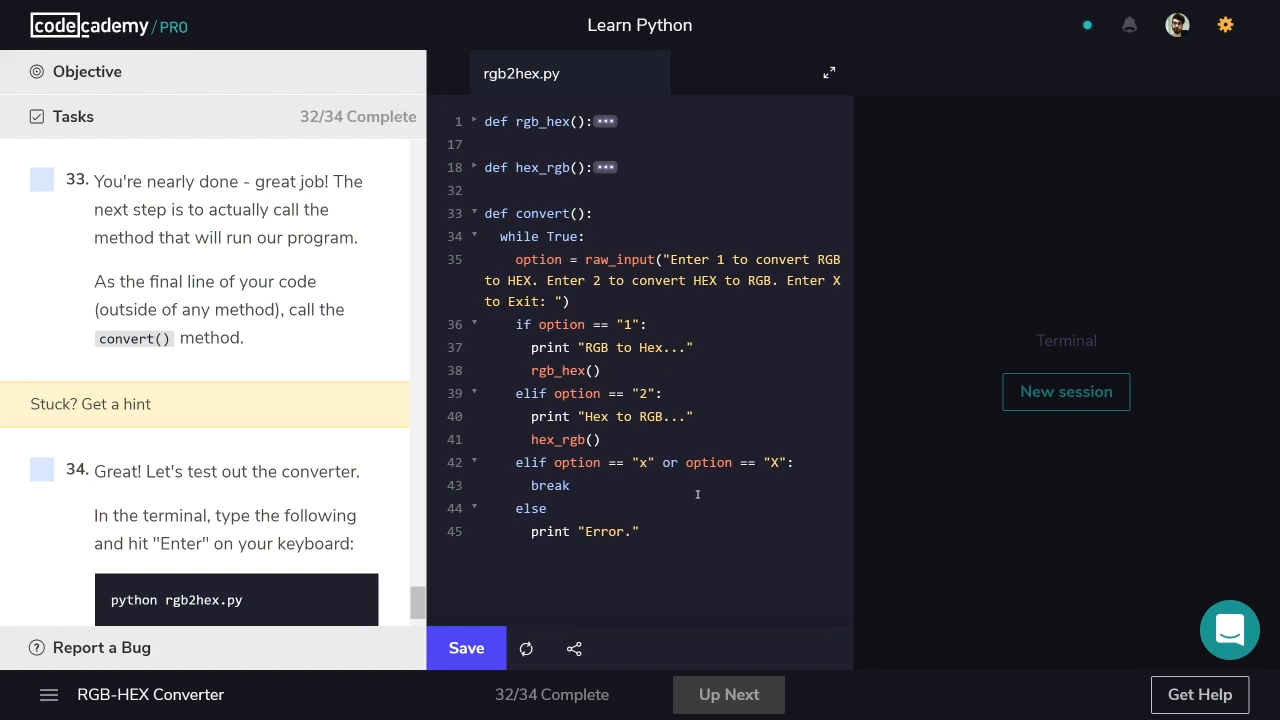 codecademy / PRO
Learn Python
Objective
Tasks
32/34 Complete
33. You're nearly done - great job! The
next step is to actually call the
method that will run our program.
As the final line of your code
(outside of any method), call the
convert() method.
Stuck? Get a hint
34. Great! Let's test out the converter.
In the terminal, type the following
and hit "Enter" on your keyboard:
python rgb2hex.py
Report a Bug
rgb2hex.py
1 def rgb_hex():
17
18 def hex_rgb():
32
33 def convert():
34 while True:
35 option = raw_input("Enter 1 to convert RGB
to HEX. Enter 2 to convert HEX to RGB. Enter X
to Exit: ")
36 if option == "1":
37 print "RGB to Hex..."
38 rgb_hex()
39 elif option == "2":
40 print "Hex to RGB..."
41 hex_rgb()
42 elif option == "x" or option == "X":
43 break
44 else
45 print "Error."
Save
Terminal
New session
RGB-HEX Converter
32/34 Complete
Up Next
Get Help